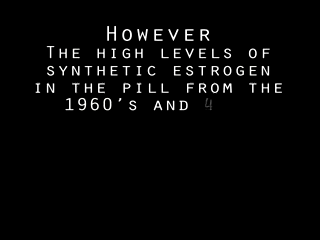 However
The high levels of
synthetic estrogen
in the pill from the
1960's and